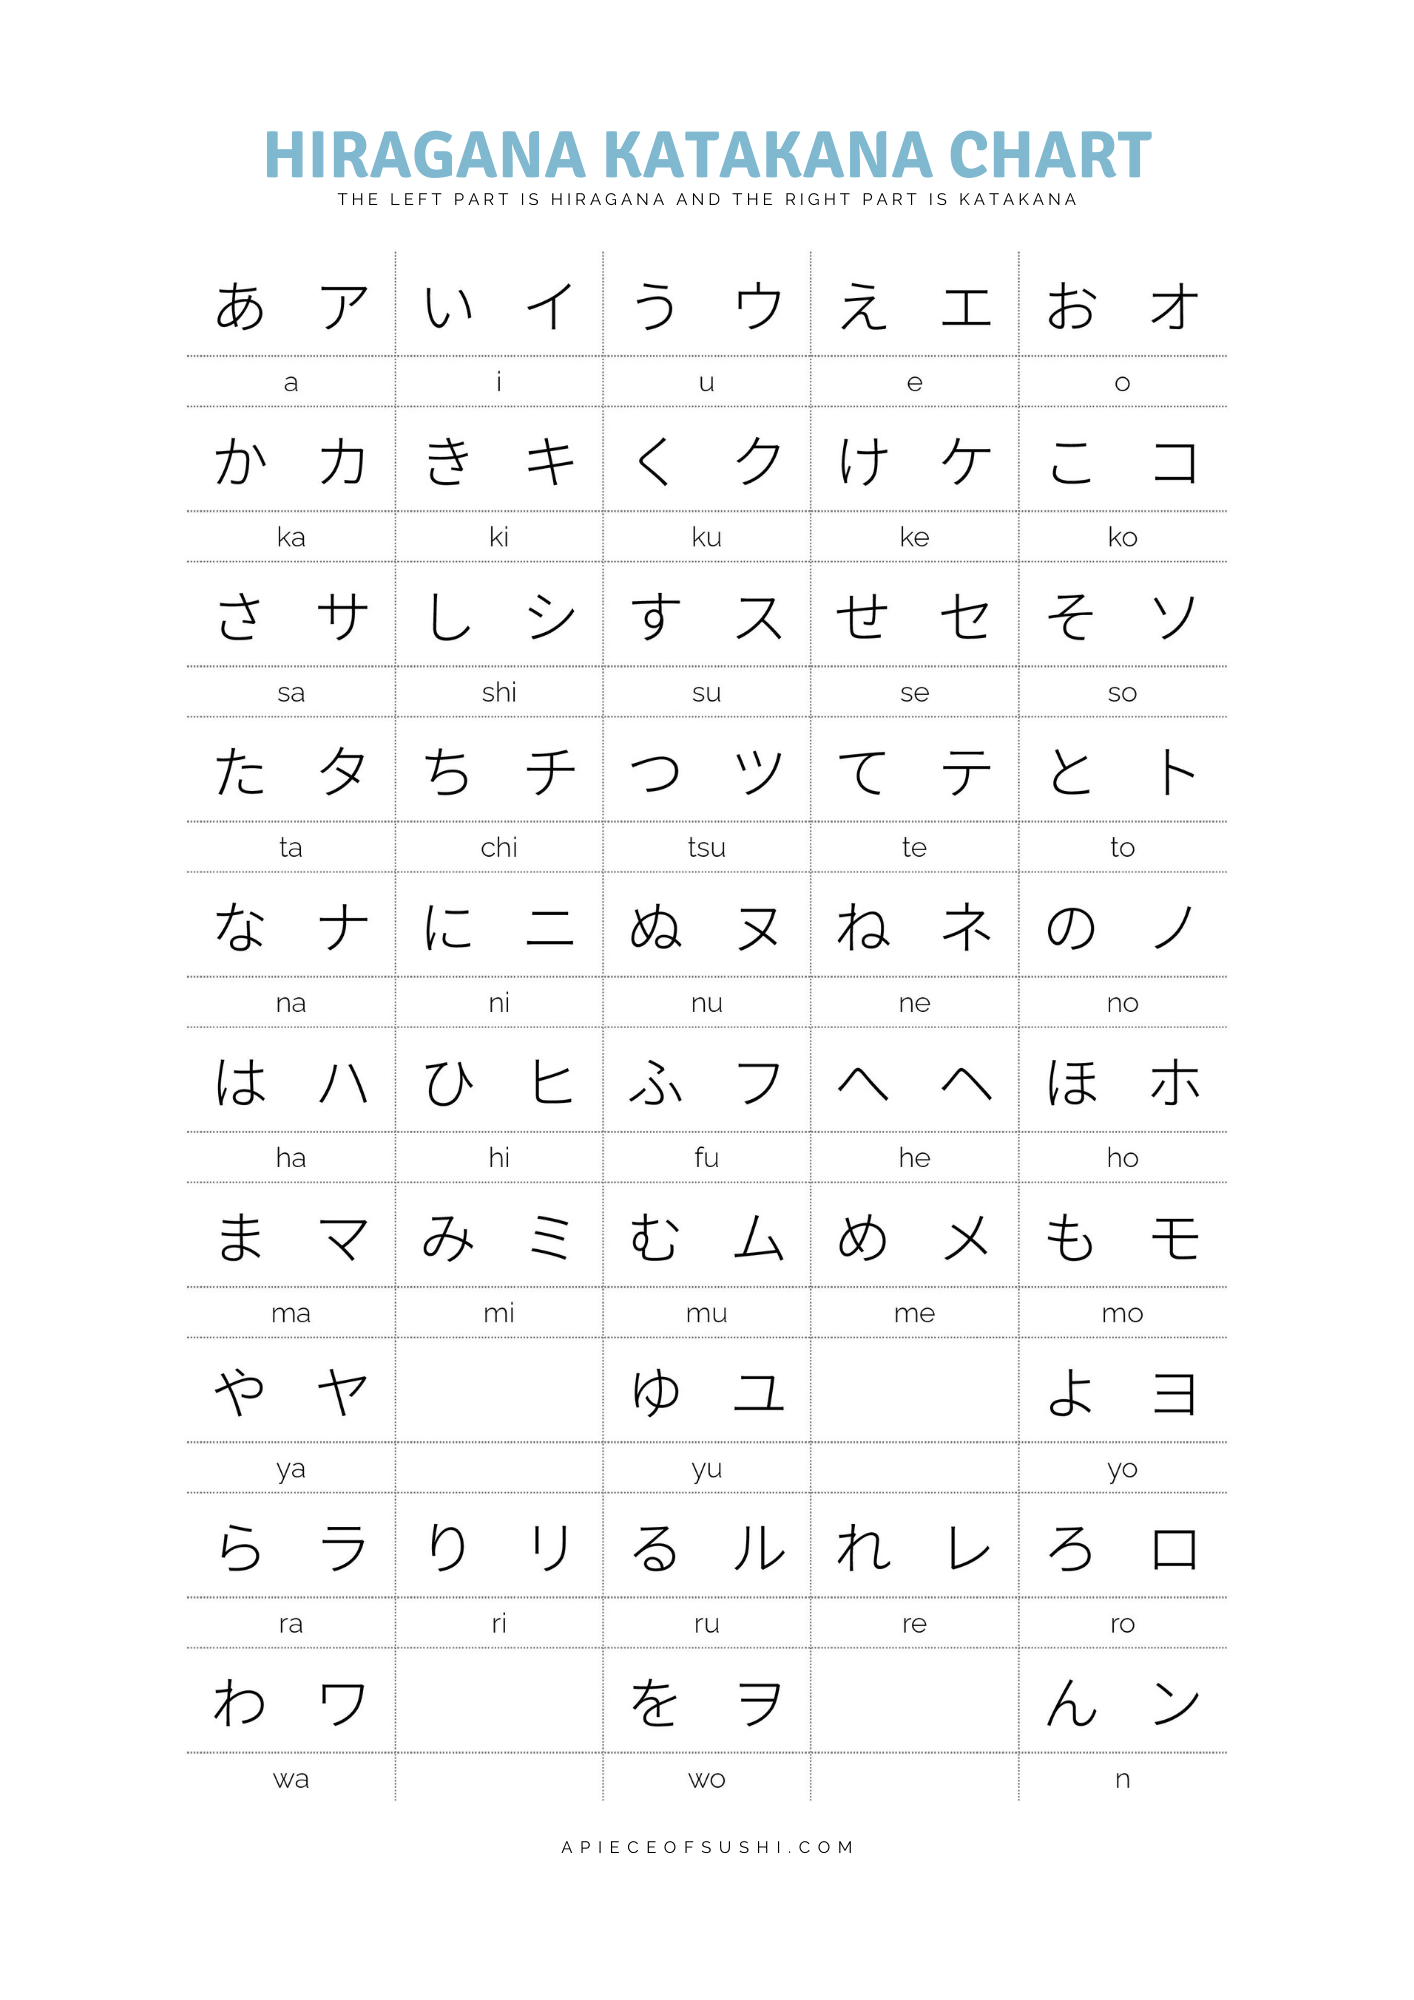 HIRAGANA KATAKANA CHART
THE LEFT PART IS HIRAGANA AND THE RIGHT PART IS KATAKANA
あ ア い イ う ウ え エ お オ
a i u e o
か カ き キ く ク け ケ こ コ
ka ki ku ke ko
さ サ し シ す ス せ セ そ ソ
sa shi su se so
た タ ち チ つ ツ て テ と ト
ta chi tsu te to
な ナ に ニ ぬ ヌ ね ネ の ノ
na ni nu ne no
は ハ ひ ヒ ふ フ へ ヘ ほ ホ
ha hi fu he ho
ま マ み ミ む ム め メ も モ
ma mi mu me mo
や ヤ ゆ ユ よ ヨ
ya yu yo
ら ラ り リ る ル れ レ ろ ロ
ra ri ru re ro
わ ワ を ヲ ん ン
wa wo n
APIECEOFSUSHI.COM